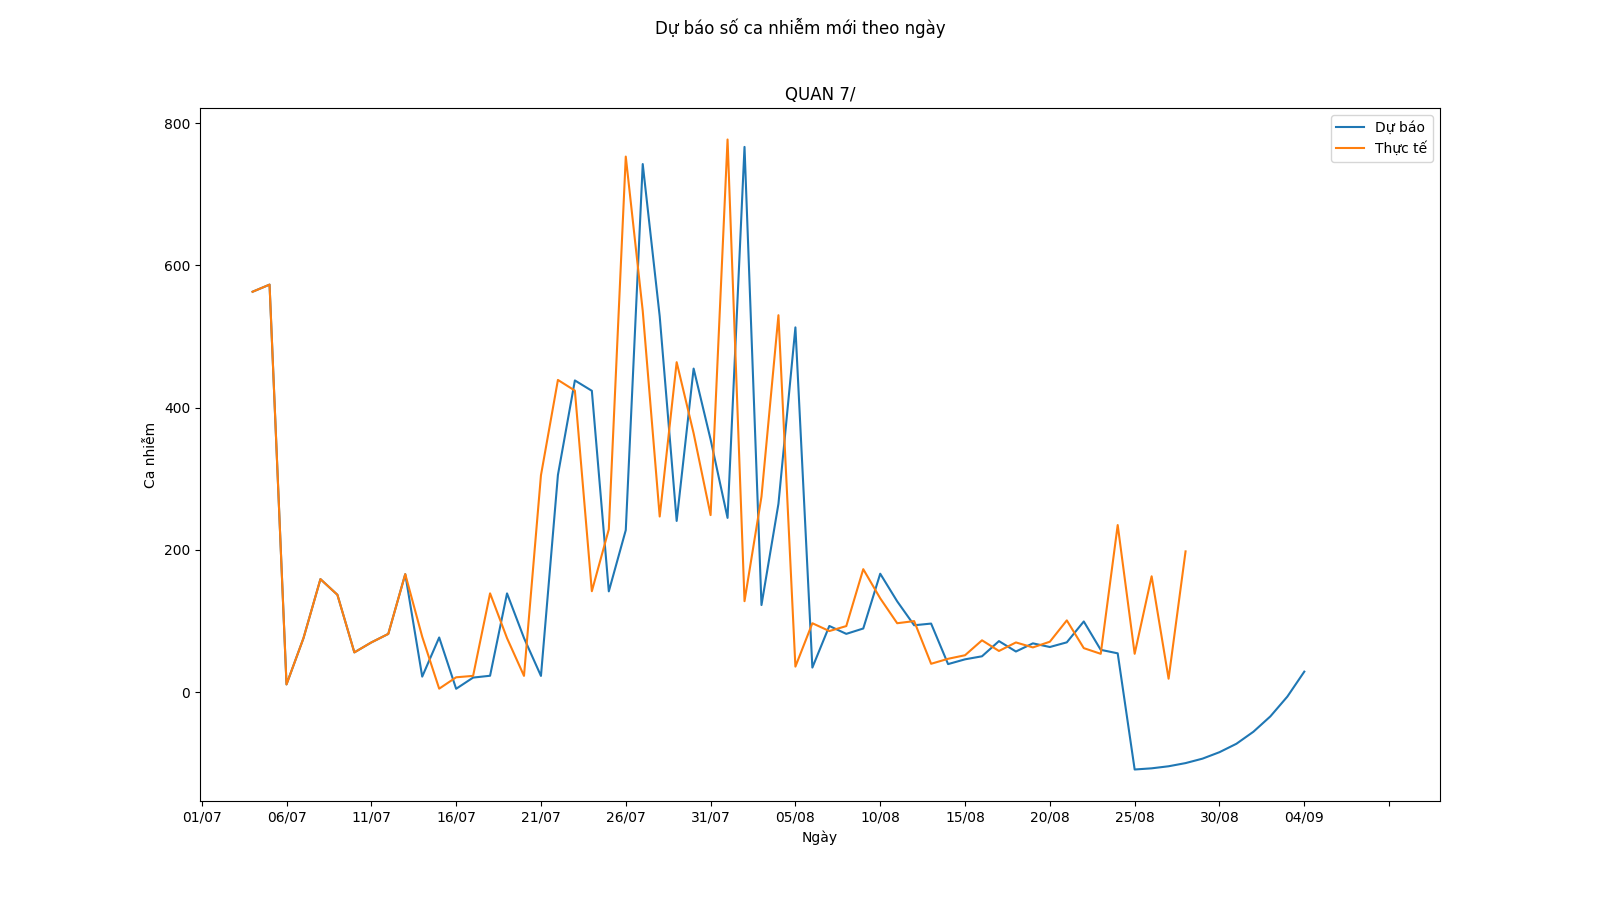 Dự báo số ca nhiễm mới theo ngày
QUAN 7/
Dự báo
Thực tế
800
600
400
200
0
Ca nhiễm
01/07 06/07 11/07 16/07 21/07 26/07 31/07 05/08 10/08 15/08 20/08 25/08 30/08 04/09
Ngày